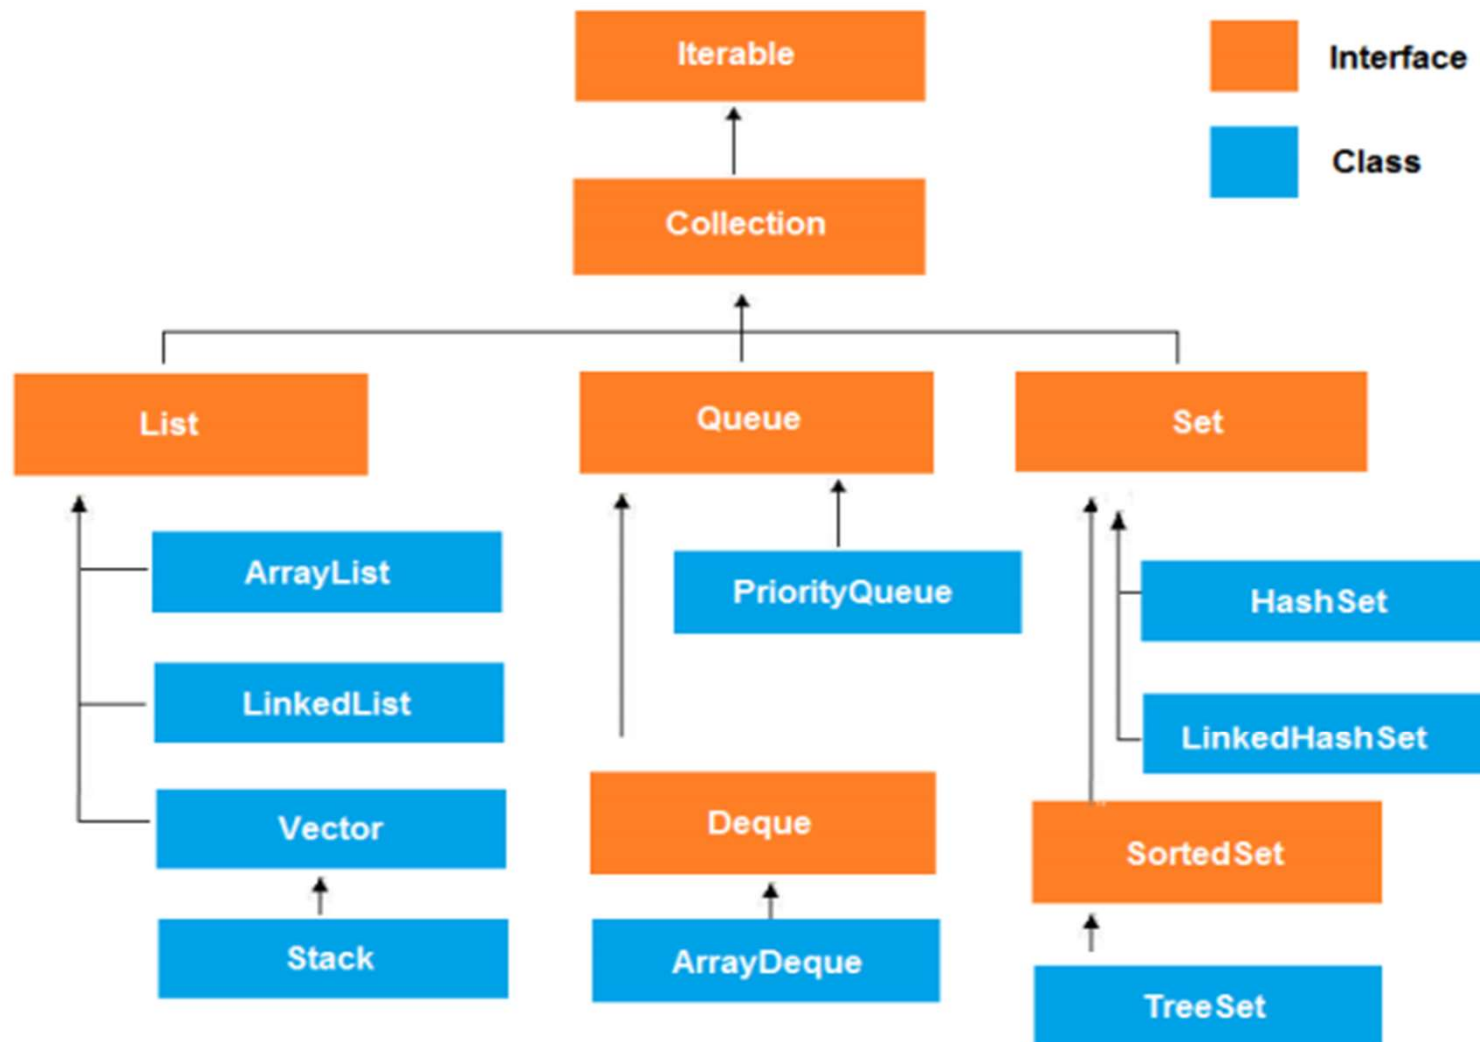 Iterable
Interface
Class
Collection
List
Queue
Set
ArrayList
PriorityQueue
HashSet
LinkedList
LinkedHashSet
Vector
Deque
SortedSet
Stack
ArrayDeque
TreeSet